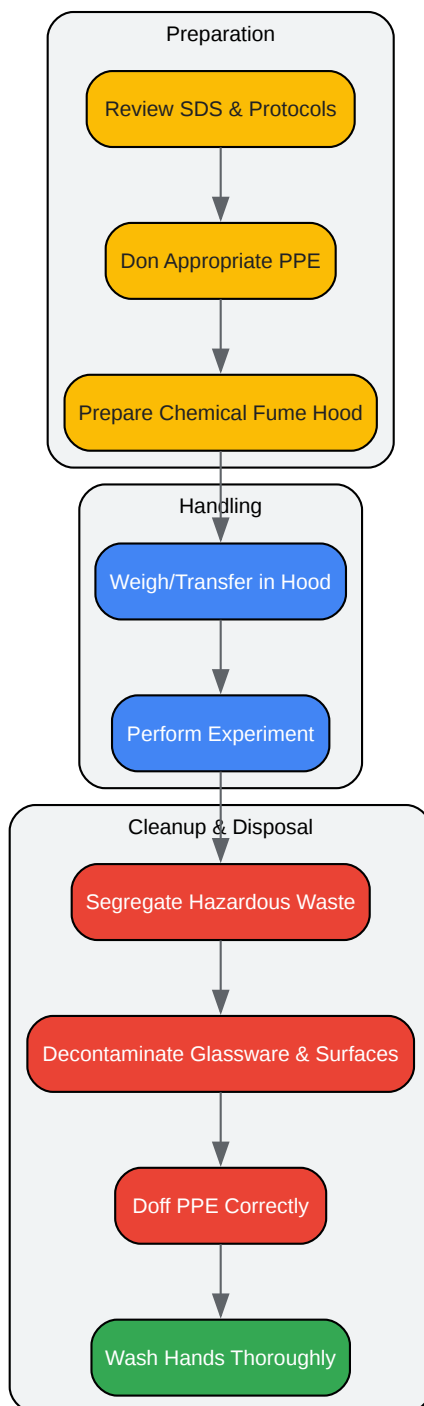 Preparation
Review SDS & Protocols
Don Appropriate PPE
Prepare Chemical Fume Hood
Handling
Weigh/Transfer in Hood
Perform Experiment
Cleanup & Disposal
Segregate Hazardous Waste
Decontaminate Glassware & Surfaces
Doff PPE Correctly
Wash Hands Thoroughly